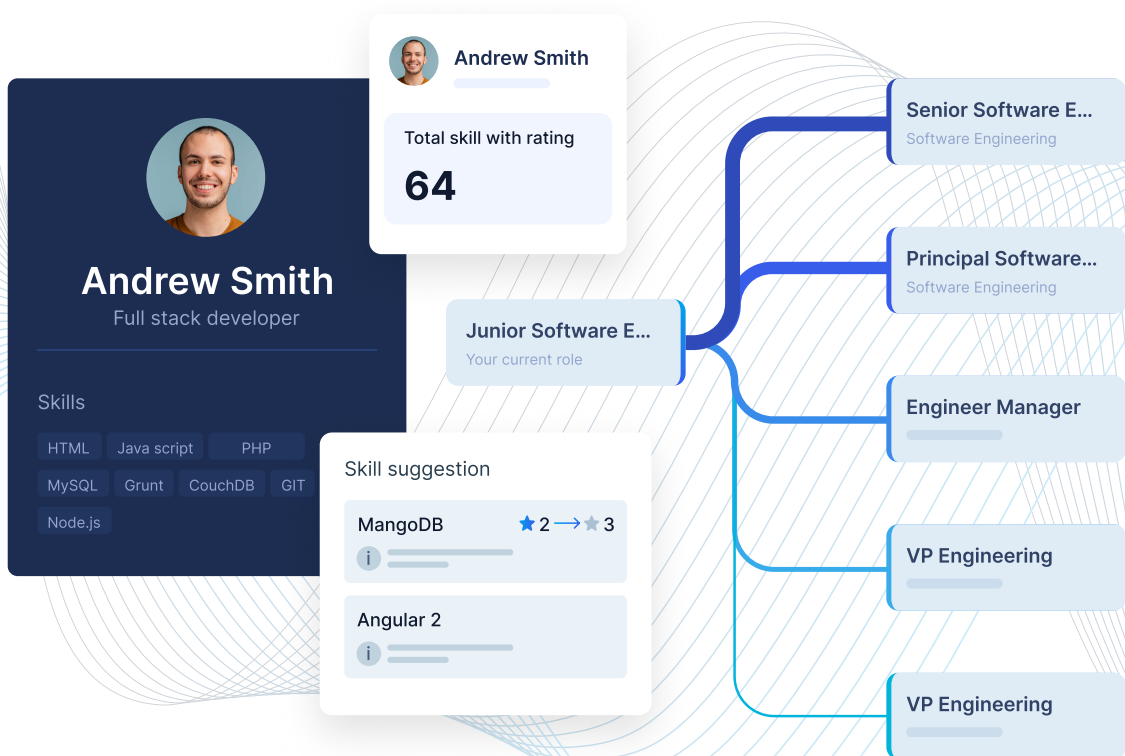 Andrew Smith
Total skill with rating
64
Andrew Smith
Full stack developer
Skills
HTML
Java script
PHP
MySQL
Grunt
CouchDB
GIT
Node.js
Skill suggestion
MangoDB
2
3
i
Angular 2
i
Junior Software E...
Your current role
Senior Software E...
Software Engineering
Principal Software...
Software Engineering
Engineer Manager
VP Engineering
VP Engineering